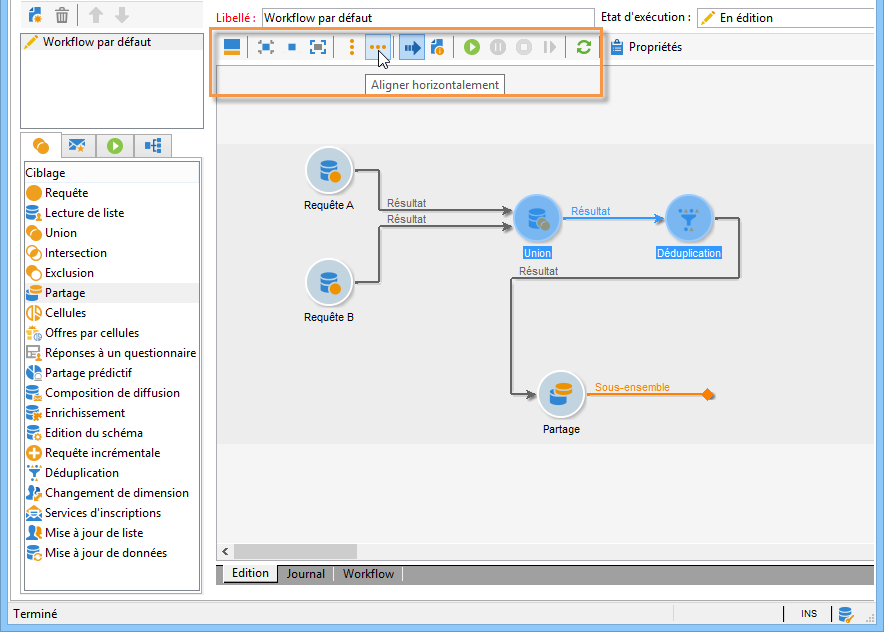 Libellé : Workflow par défaut
Etat d'exécution : En édition
Workflow par défaut
Propriétés
Aligner horizontalement
Ciblage
Requête
Lecture de liste
Union
Intersection
Exclusion
Partage
Cellules
Offres par cellules
Réponses à un questionnaire
Partage prédictif
Composition de diffusion
Enrichissement
Edition du schéma
Requête incrémentale
Déduplication
Changement de dimension
Services d'inscriptions
Mise à jour de liste
Mise à jour de données
Requête A
Résultat
Résultat
Résultat
Union
Déduplication
Résultat
Requête B
Sous-ensemble
Partage
Edition
Journal
Workflow
Terminé
INS